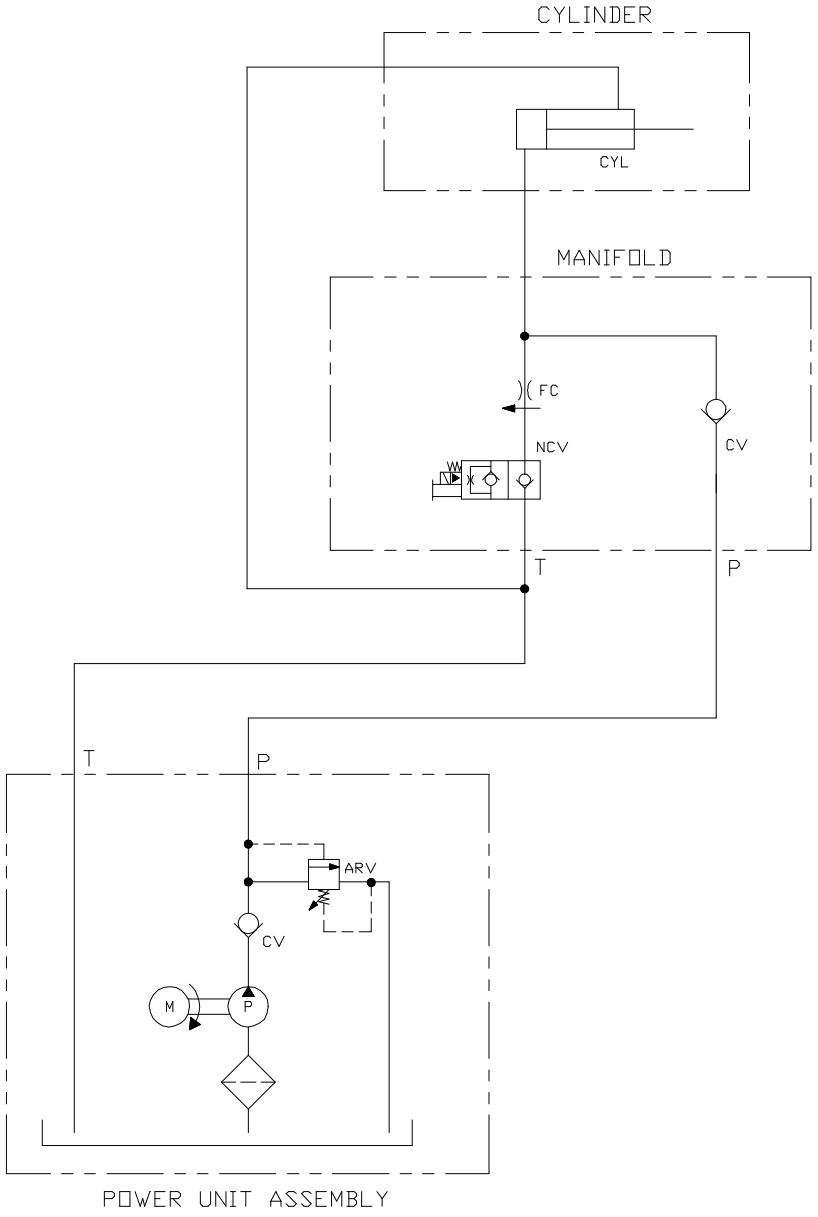 CYLINDER
CYL
MANIFOLD
FC
NCV
CV
T
P
T
P
ARV
CV
M
P
POWER UNIT ASSEMBLY